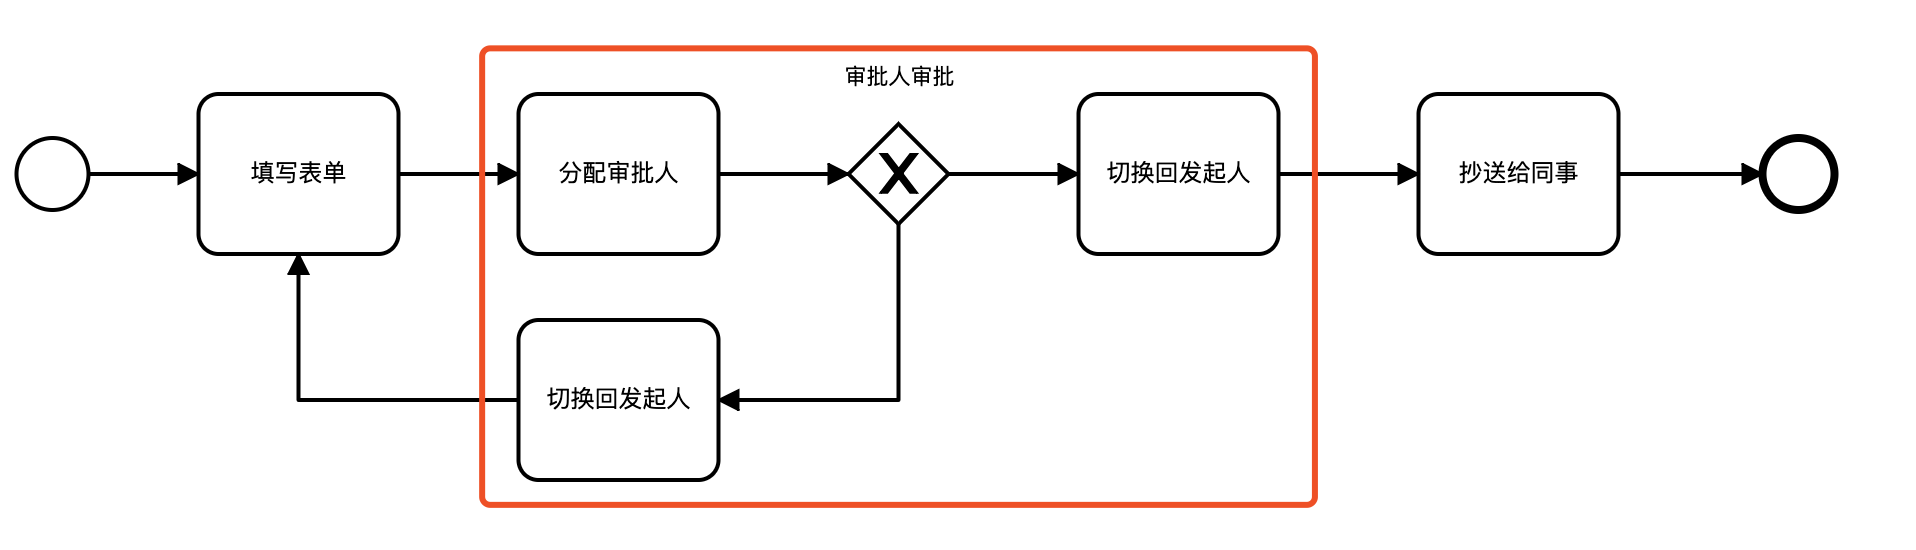 审批人审批
填写表单
分配审批人
X
切换回发起人
抄送给同事
切换回发起人